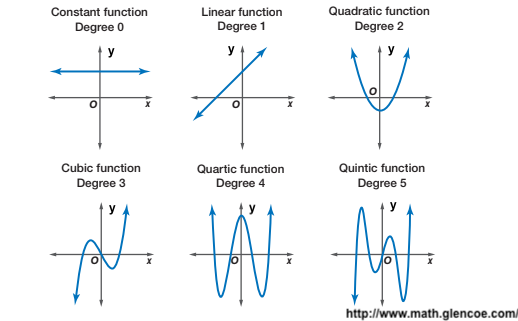 Constant function
Degree 0
Linear function
Degree 1
Quadratic function
Degree 2
y
O
x
y
O
x
y
O
x
Cubic function
Degree 3
Quartic function
Degree 4
Quintic function
Degree 5
y
O
x
y
O
x
y
O
x
http://www.math.glencoe.com/